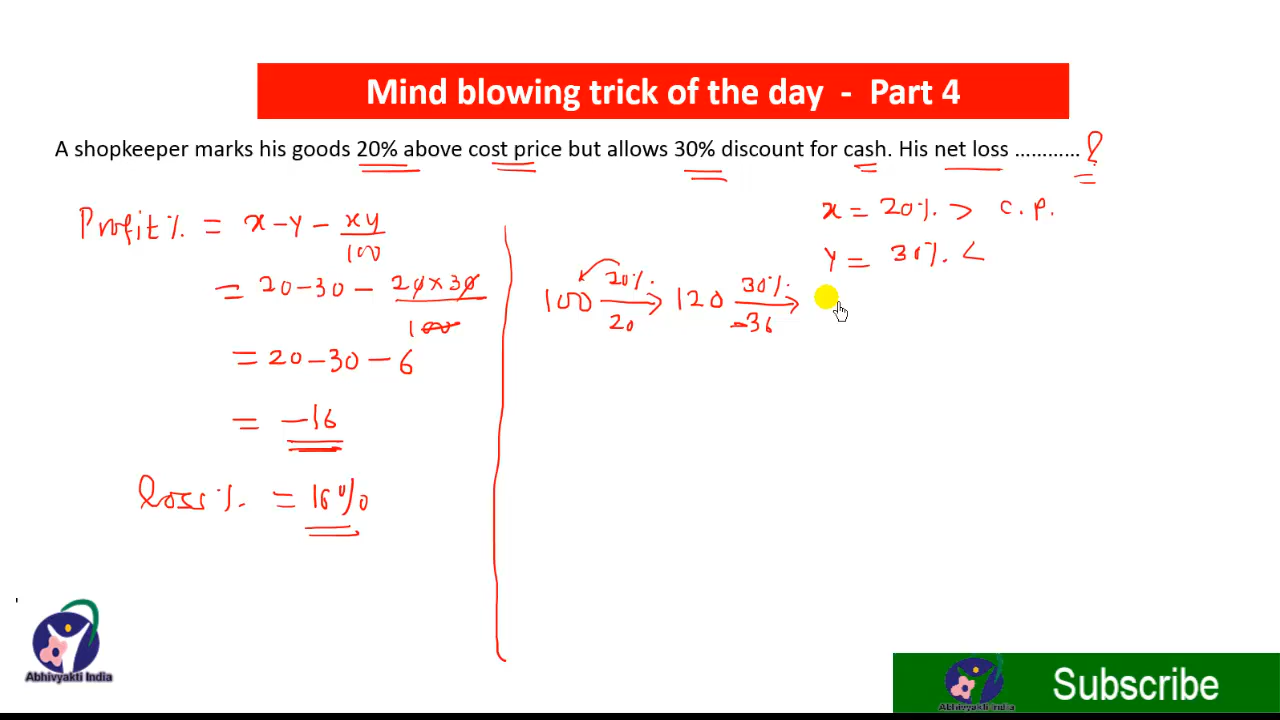 Mind blowing trick of the day - Part 4
A shopkeeper marks his goods 20% above cost price but allows 30% discount for cash. His net loss ............ ?
Profit% = x - y - xy/100
= 20 - 30 - 20 x 30 / 100
= 20 - 30 - 6
= -16
loss% = 16%
x = 20% > C.P.
y = 30% <
100 20% 20 → 120 30% -36 →
Abhivyakti India
Abhivyakti India
Subscribe